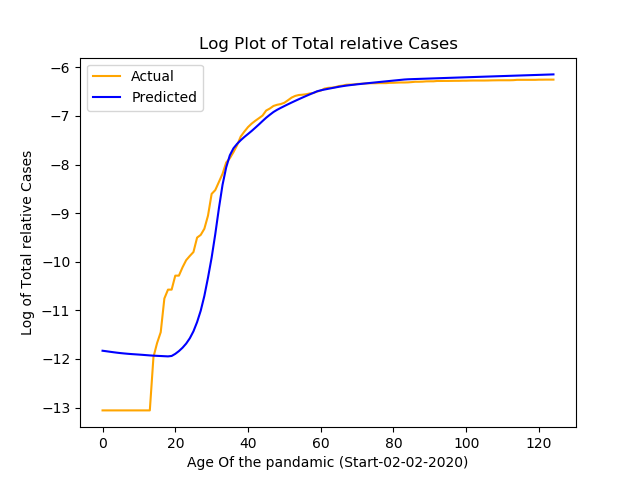 Log Plot of Total relative Cases
Actual
Predicted
Log of Total relative Cases
−6
−7
−8
−9
−10
−11
−12
−13
0 20 40 60 80 100 120
Age Of the pandamic (Start-02-02-2020)